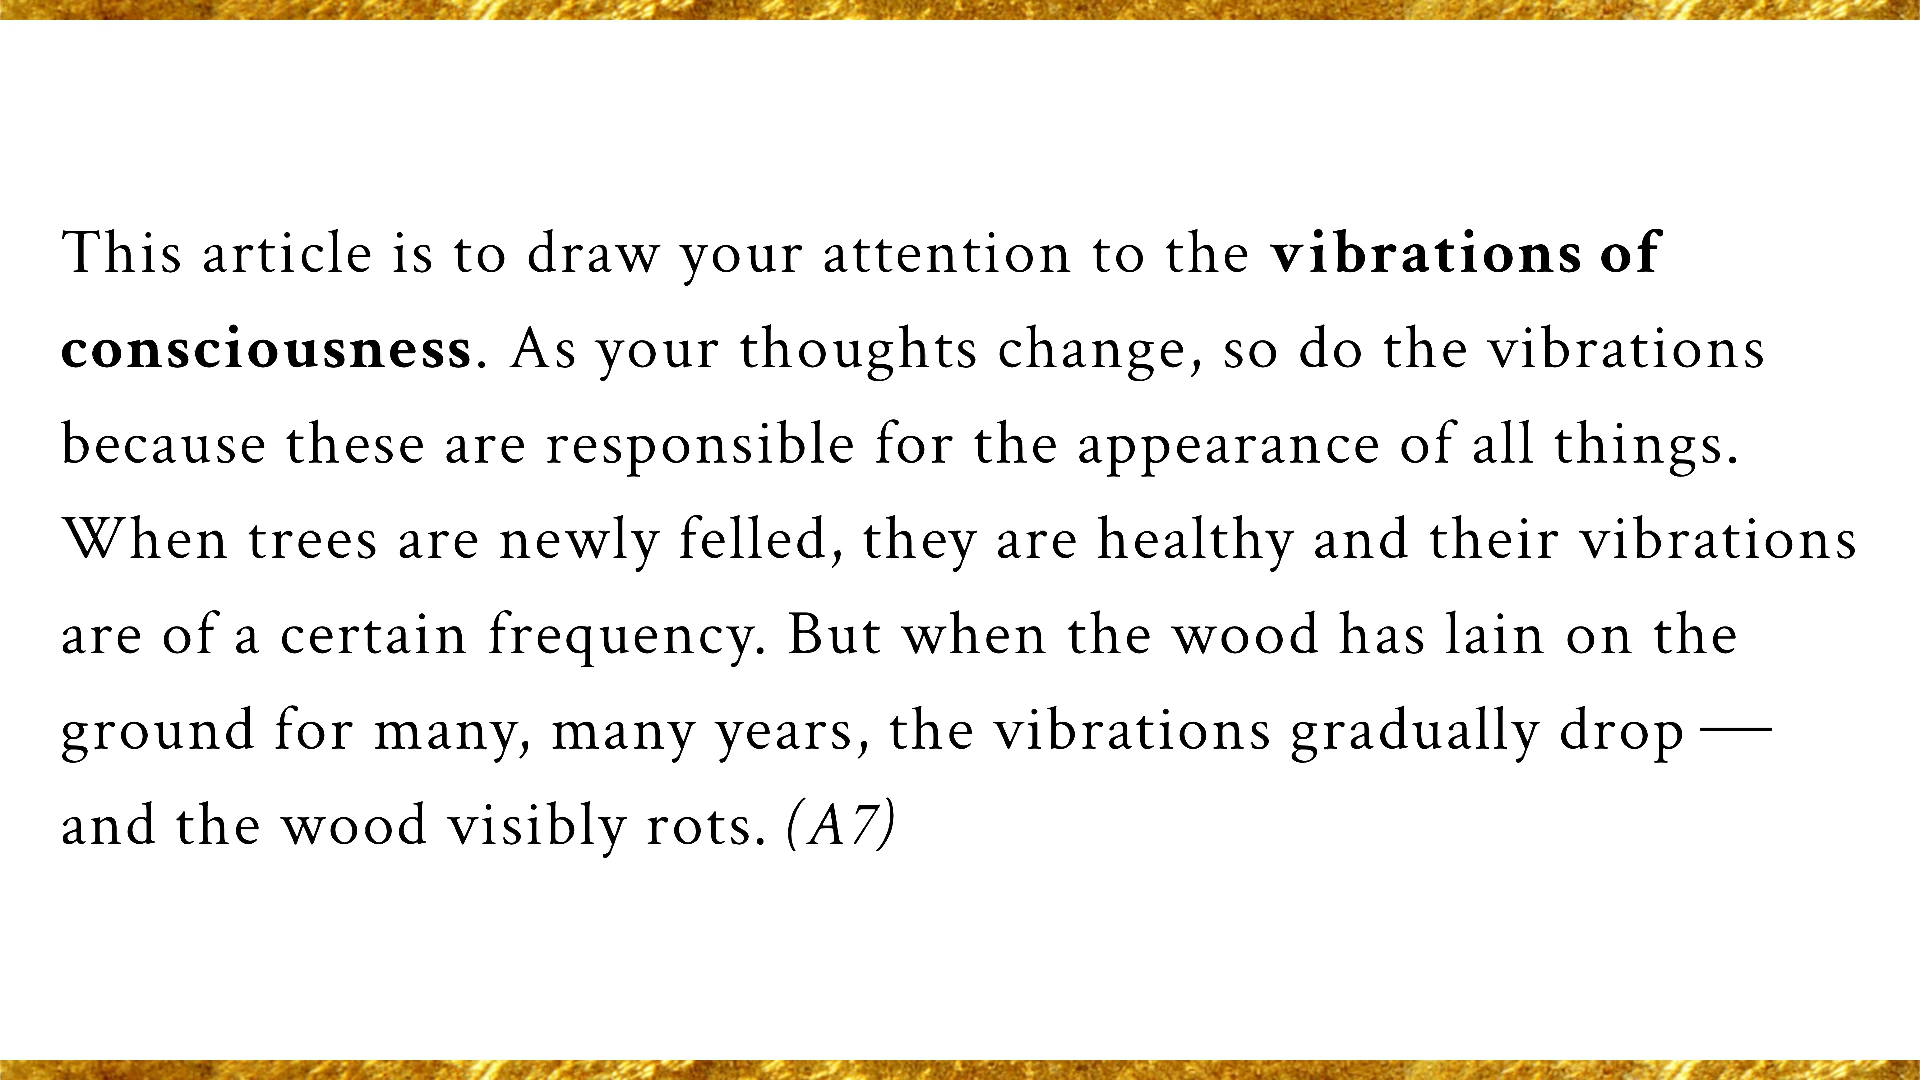 This article is to draw your attention to the vibrations of
consciousness. As your thoughts change, so do the vibrations
because these are responsible for the appearance of all things.
When trees are newly felled, they are healthy and their vibrations
are of a certain frequency. But when the wood has lain on the
ground for many, many years, the vibrations gradually drop —
and the wood visibly rots. (A7)